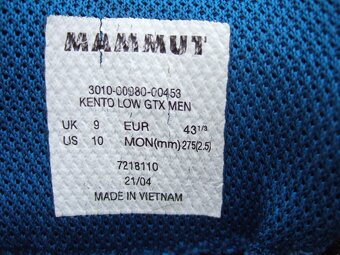 MAMMUT
3010-00980-00453
KENTO LOW GTX MEN
UK 9 EUR 43 1/3
US 10 MON(mm) 275(2.5)
7218110
21/04
MADE IN VIETNAM